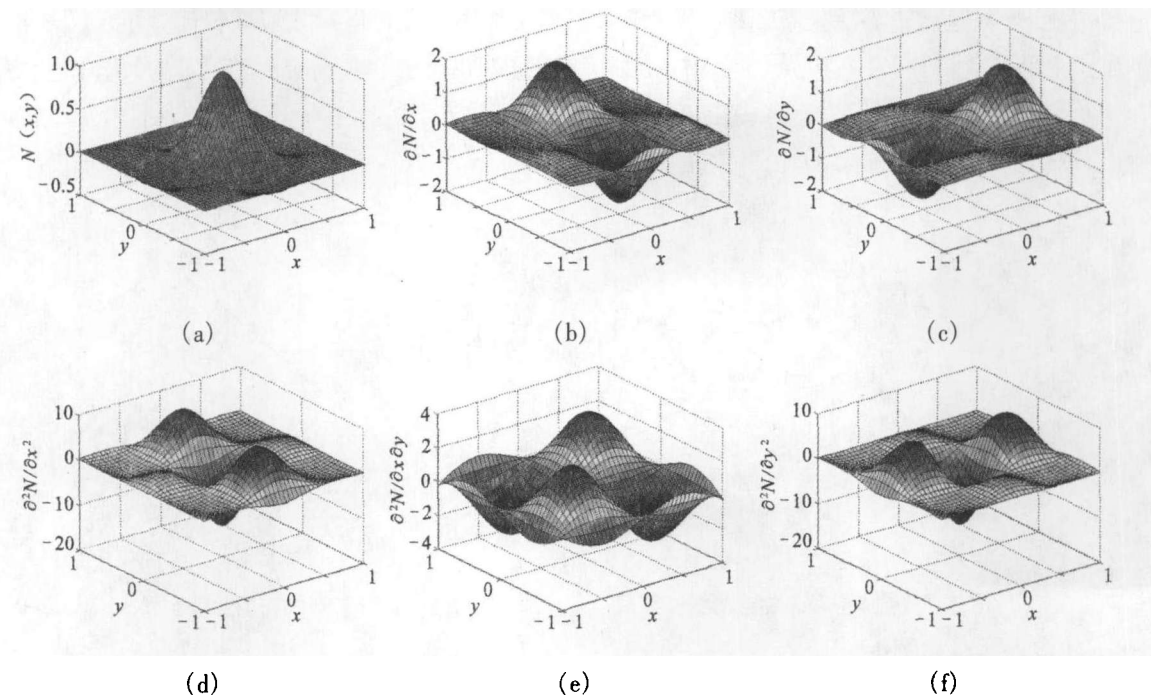 1.0
0.5
0
-0.5
N (x,y)
1
0
-1
y
-1
0
1
x
(a)
2
1
0
-1
-2
∂N/∂x
1
0
-1
y
-1
0
1
x
(b)
2
1
0
-1
-2
∂N/∂y
1
0
-1
y
-1
0
1
x
(c)
10
0
-10
-20
∂²N/∂x²
1
0
-1
y
-1
0
1
x
(d)
4
2
0
-2
-4
∂²N/∂x∂y
1
0
-1
y
-1
0
1
x
(e)
10
0
-10
-20
∂²N/∂y²
1
0
-1
y
-1
0
1
x
(f)